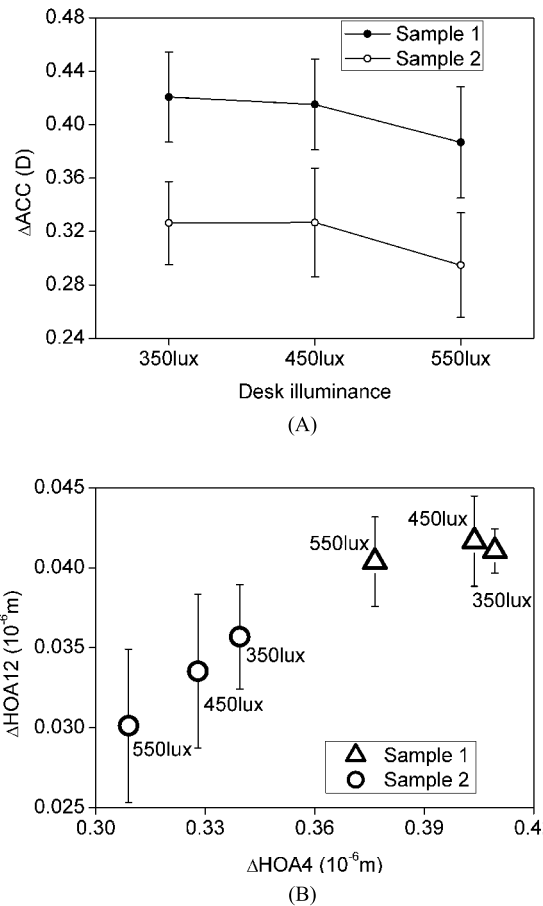 0.48
0.44
0.40
0.36
0.32
0.28
0.24
ΔACC (D)
Sample 1
Sample 2
350lux
450lux
550lux
Desk illuminance
(A)
0.045
0.040
0.035
0.030
0.025
ΔHOA12 (10⁻⁶m)
550lux
450lux
350lux
350lux
450lux
550lux
Sample 1
Sample 2
0.30
0.33
0.36
0.39
0.4
ΔHOA4 (10⁻⁶m)
(B)